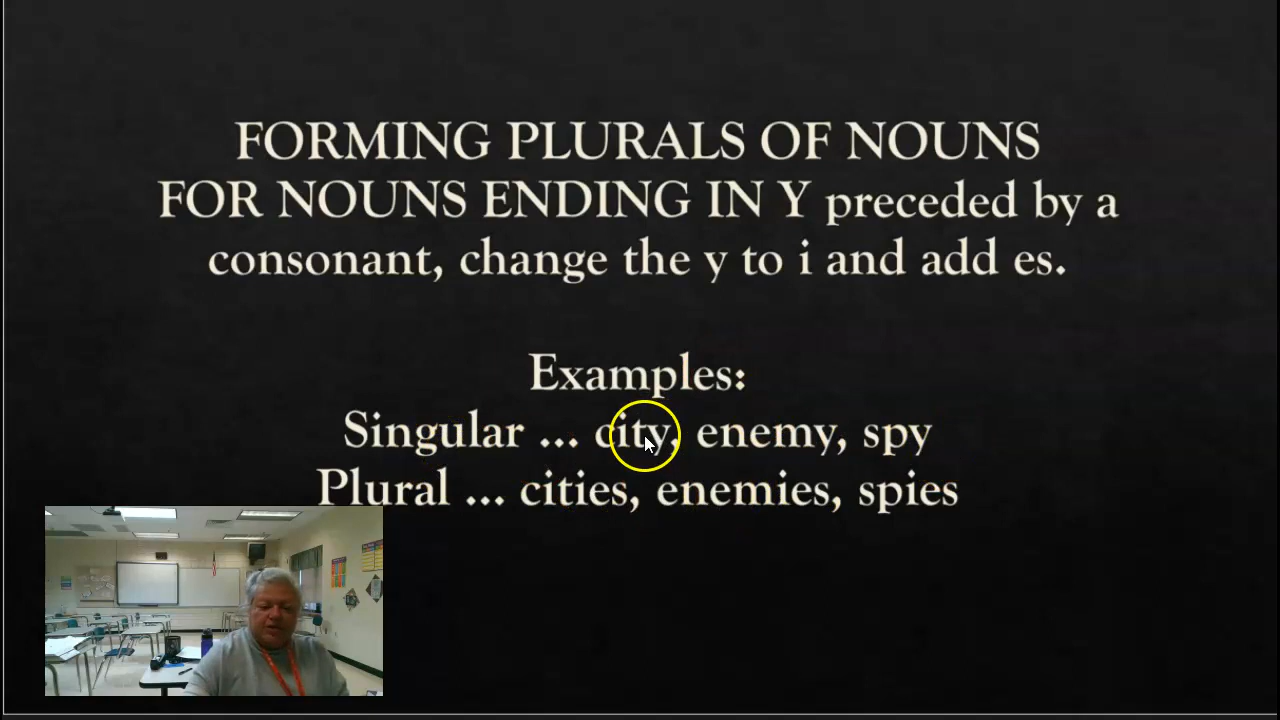 FORMING PLURALS OF NOUNS
FOR NOUNS ENDING IN Y preceded by a
consonant, change the y to i and add es.
Examples:
Singular ... city, enemy, spy
Plural ... cities, enemies, spies